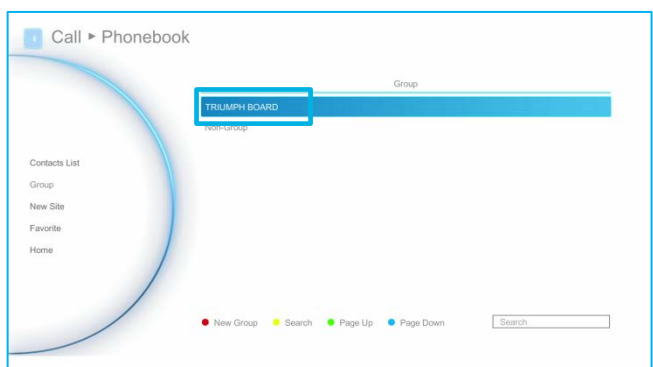 Call ▸ Phonebook
Group
TRIUMPH BOARD
Non-Group
Contacts List
Group
New Site
Favorite
Home
New Group Search Page Up Page Down Search